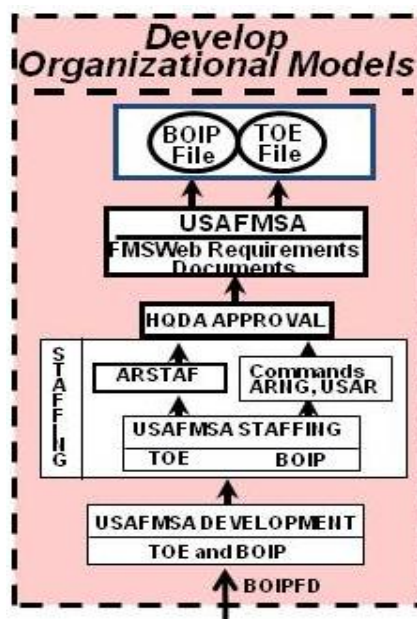 Develop
Organizational Models
BOIP
File
TOE
File
USAFMSA
FMSWeb Requirements
Documents
HQDA APPROVAL
STAFFING
ARSTAF
Commands
ARNG, USAR
USAFMSA STAFFING
TOE BOIP
USAFMSA DEVELOPMENT
TOE and BOIP
BOIPFD